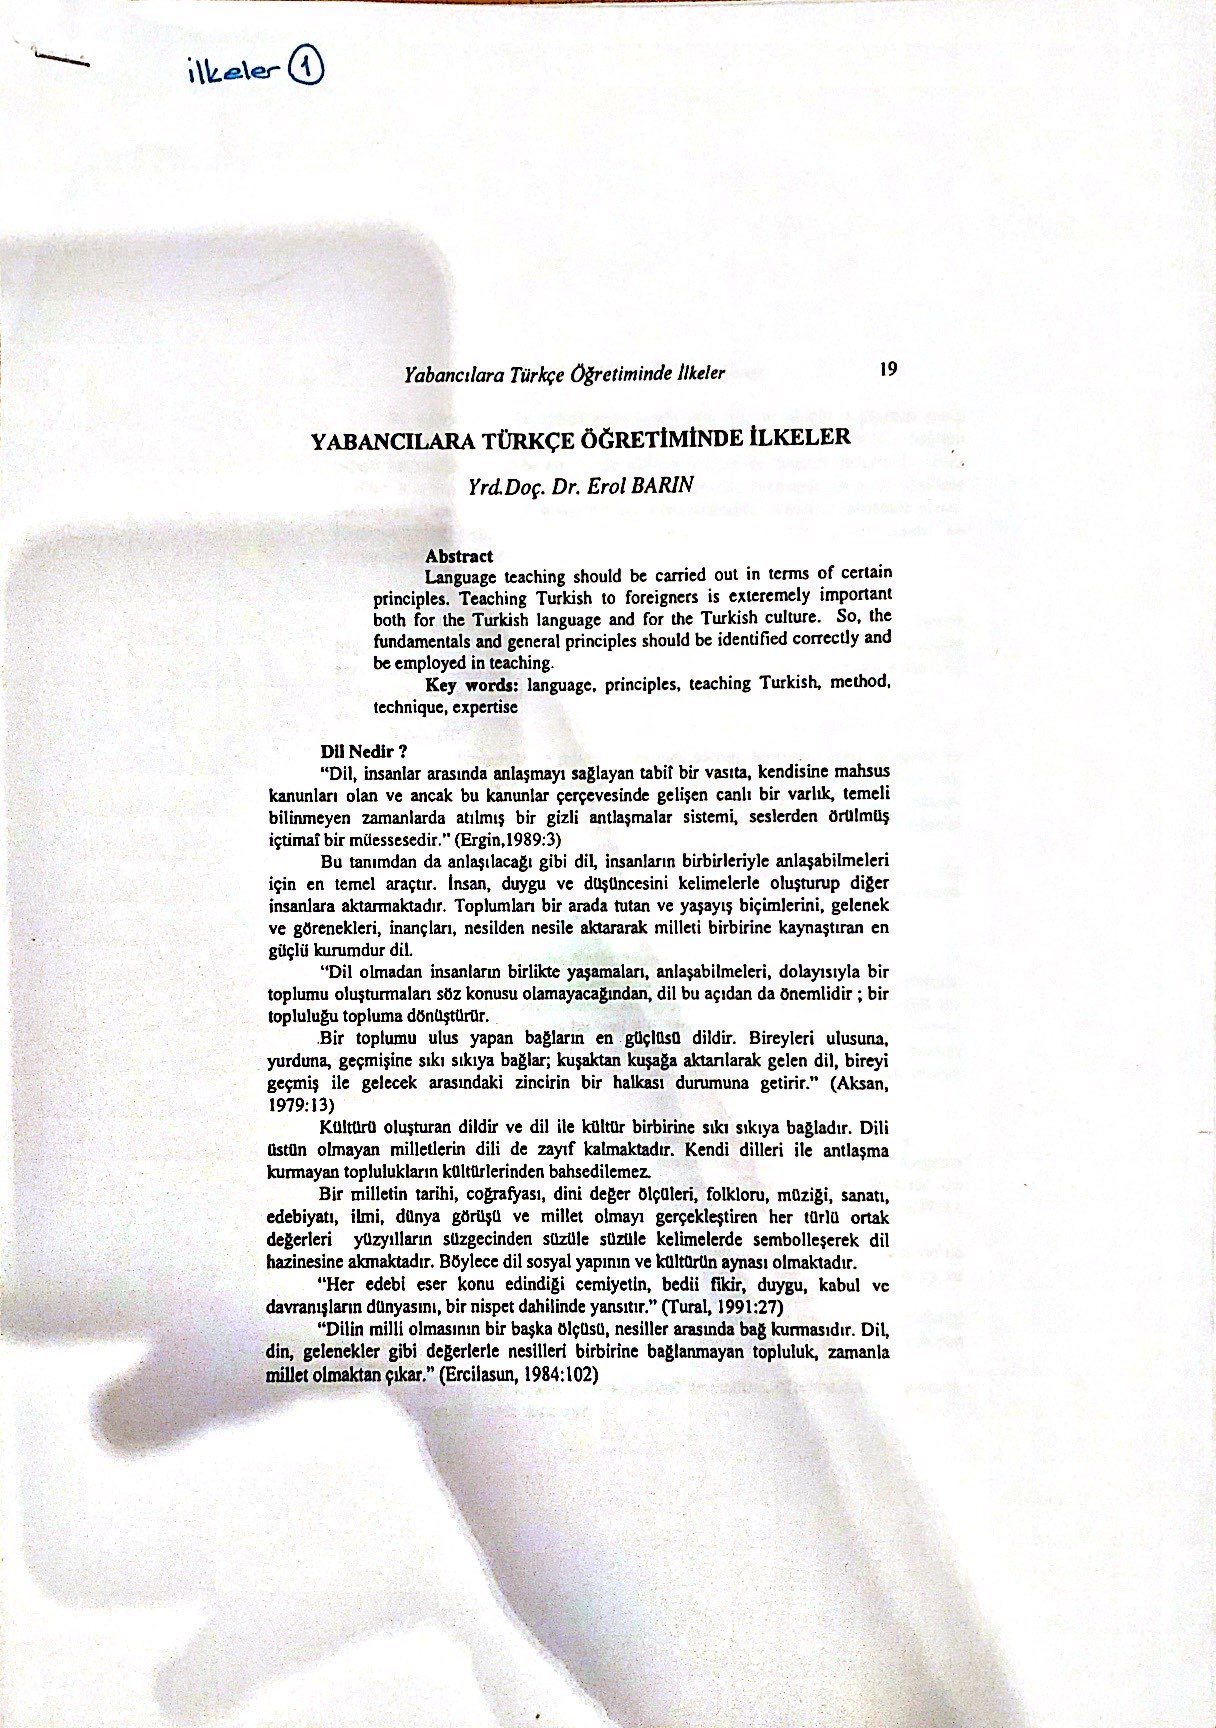 ilkeler 1
Yabancılara Türkçe Öğretiminde İlkeler 19
YABANCILARA TÜRKÇE ÖĞRETİMİNDE İLKELER
Yrd.Doç. Dr. Erol BARIN
Abstract
Language teaching should be carried out in terms of certain
principles. Teaching Turkish to foreigners is exteremely important
both for the Turkish language and for the Turkish culture. So, the
fundamentals and general principles should be identified correctly and
be employed in teaching.
Key words: language, principles, teaching Turkish, method,
technique, expertise
Dil Nedir ?
“Dil, insanlar arasında anlaşmayı sağlayan tabiî bir vasıta, kendisine mahsus
kanunları olan ve ancak bu kanunlar çerçevesinde gelişen canlı bir varlık, temeli
bilinmeyen zamanlarda atılmış bir gizli antlaşmalar sistemi, seslerden örülmüş
içtimaî bir müessesedir.” (Ergin,1989:3)
Bu tanımdan da anlaşılacağı gibi dil, insanların birbirleriyle anlaşabilmeleri
için en temel araçtır. İnsan, duygu ve düşüncesini kelimelerle oluşturup diğer
insanlara aktarmaktadır. Toplumları bir arada tutan ve yaşayış biçimlerini, gelenek
ve görenekleri, inançları, nesilden nesile aktararak milleti birbirine kaynaştıran en
güçlü kurumdur dil.
“Dil olmadan insanların birlikte yaşamaları, anlaşabilmeleri, dolayısıyla bir
toplumu oluşturmaları söz konusu olamayacağından, dil bu açıdan da önemlidir ; bir
topluluğu topluma dönüştürür.
Bir toplumu ulus yapan bağların en güçlüsü dildir. Bireyleri ulusuna,
yurduna, geçmişine sıkı sıkıya bağlar; kuşaktan kuşağa aktarılarak gelen dil, bireyi
geçmiş ile gelecek arasındaki zincirin bir halkası durumuna getirir.” (Aksan,
1979:13)
Kültürü oluşturan dildir ve dil ile kültür birbirine sıkı sıkıya bağladır. Dili
üstün olmayan milletlerin dili de zayıf kalmaktadır. Kendi dilleri ile antlaşma
kurmayan toplulukların kültürlerinden bahsedilemez.
Bir milletin tarihi, coğrafyası, dini değer ölçüleri, folkloru, müziği, sanatı,
edebiyatı, ilmi, dünya görüşü ve millet olmayı gerçekleştiren her türlü ortak
değerleri yüzyılların süzgecinden süzüle süzüle kelimelerde sembolleşerek dil
hazinesine akmaktadır. Böylece dil sosyal yapının ve kültürün aynası olmaktadır.
“Her edebi eser konu edindiği cemiyetin, bedii fikir, duygu, kabul ve
davranışların dünyasını, bir nispet dahilinde yansıtır.” (Tural, 1991:27)
“Dilin milli olmasının bir başka ölçüsü, nesiller arasında bağ kurmasıdır. Dil,
din, gelenekler gibi değerlerle nesilleri birbirine bağlanmayan topluluk, zamanla
millet olmaktan çıkar.” (Ercilasun, 1984:102)